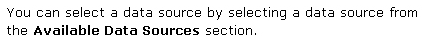 You can select a data source by selecting a data source from
the Available Data Sources section.